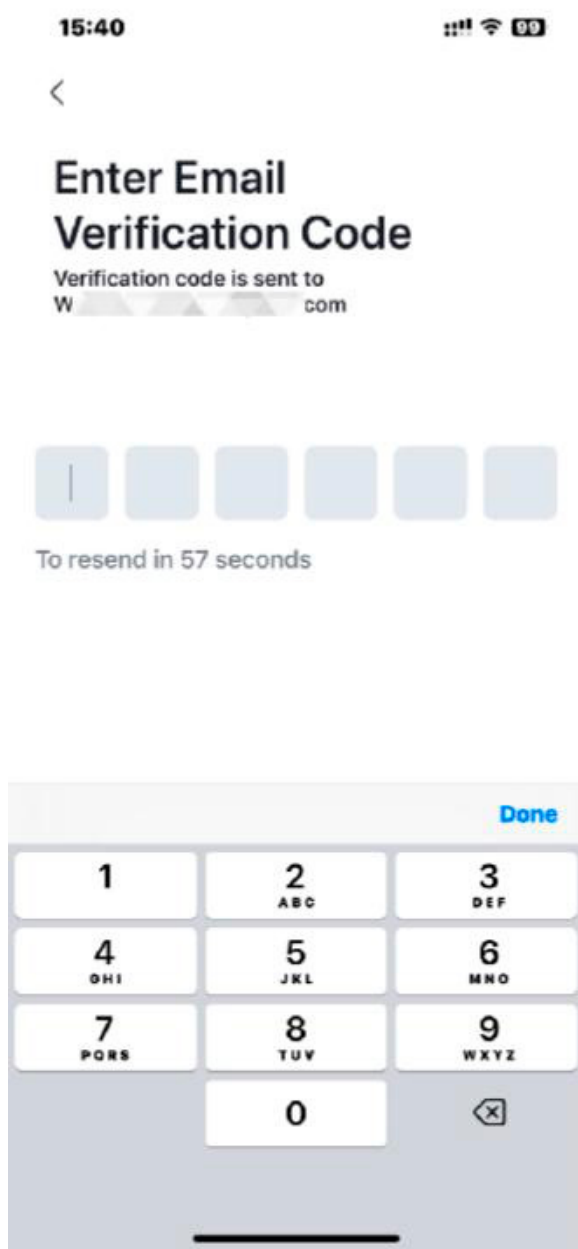 15:40
99
Enter Email
Verification Code
Verification code is sent to
W com
To resend in 57 seconds
Done
1
2
ABC
3
DEF
4
GHI
5
JKL
6
MNO
7
PQRS
8
TUV
9
WXYZ
0